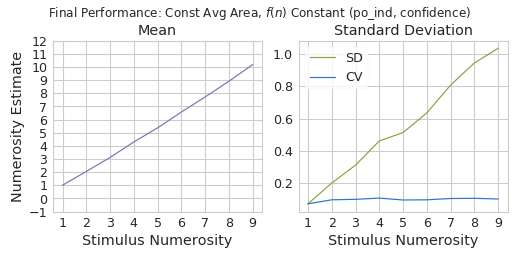 Final Performance: Const Avg Area, f(n) Constant (po_ind, confidence)
Mean
Numerosity Estimate
12
11
10
9
8
7
6
5
4
3
2
1
0
−1
1 2 3 4 5 6 7 8 9
Stimulus Numerosity
Standard Deviation
SD
CV
1.0
0.8
0.6
0.4
0.2
1 2 3 4 5 6 7 8 9
Stimulus Numerosity